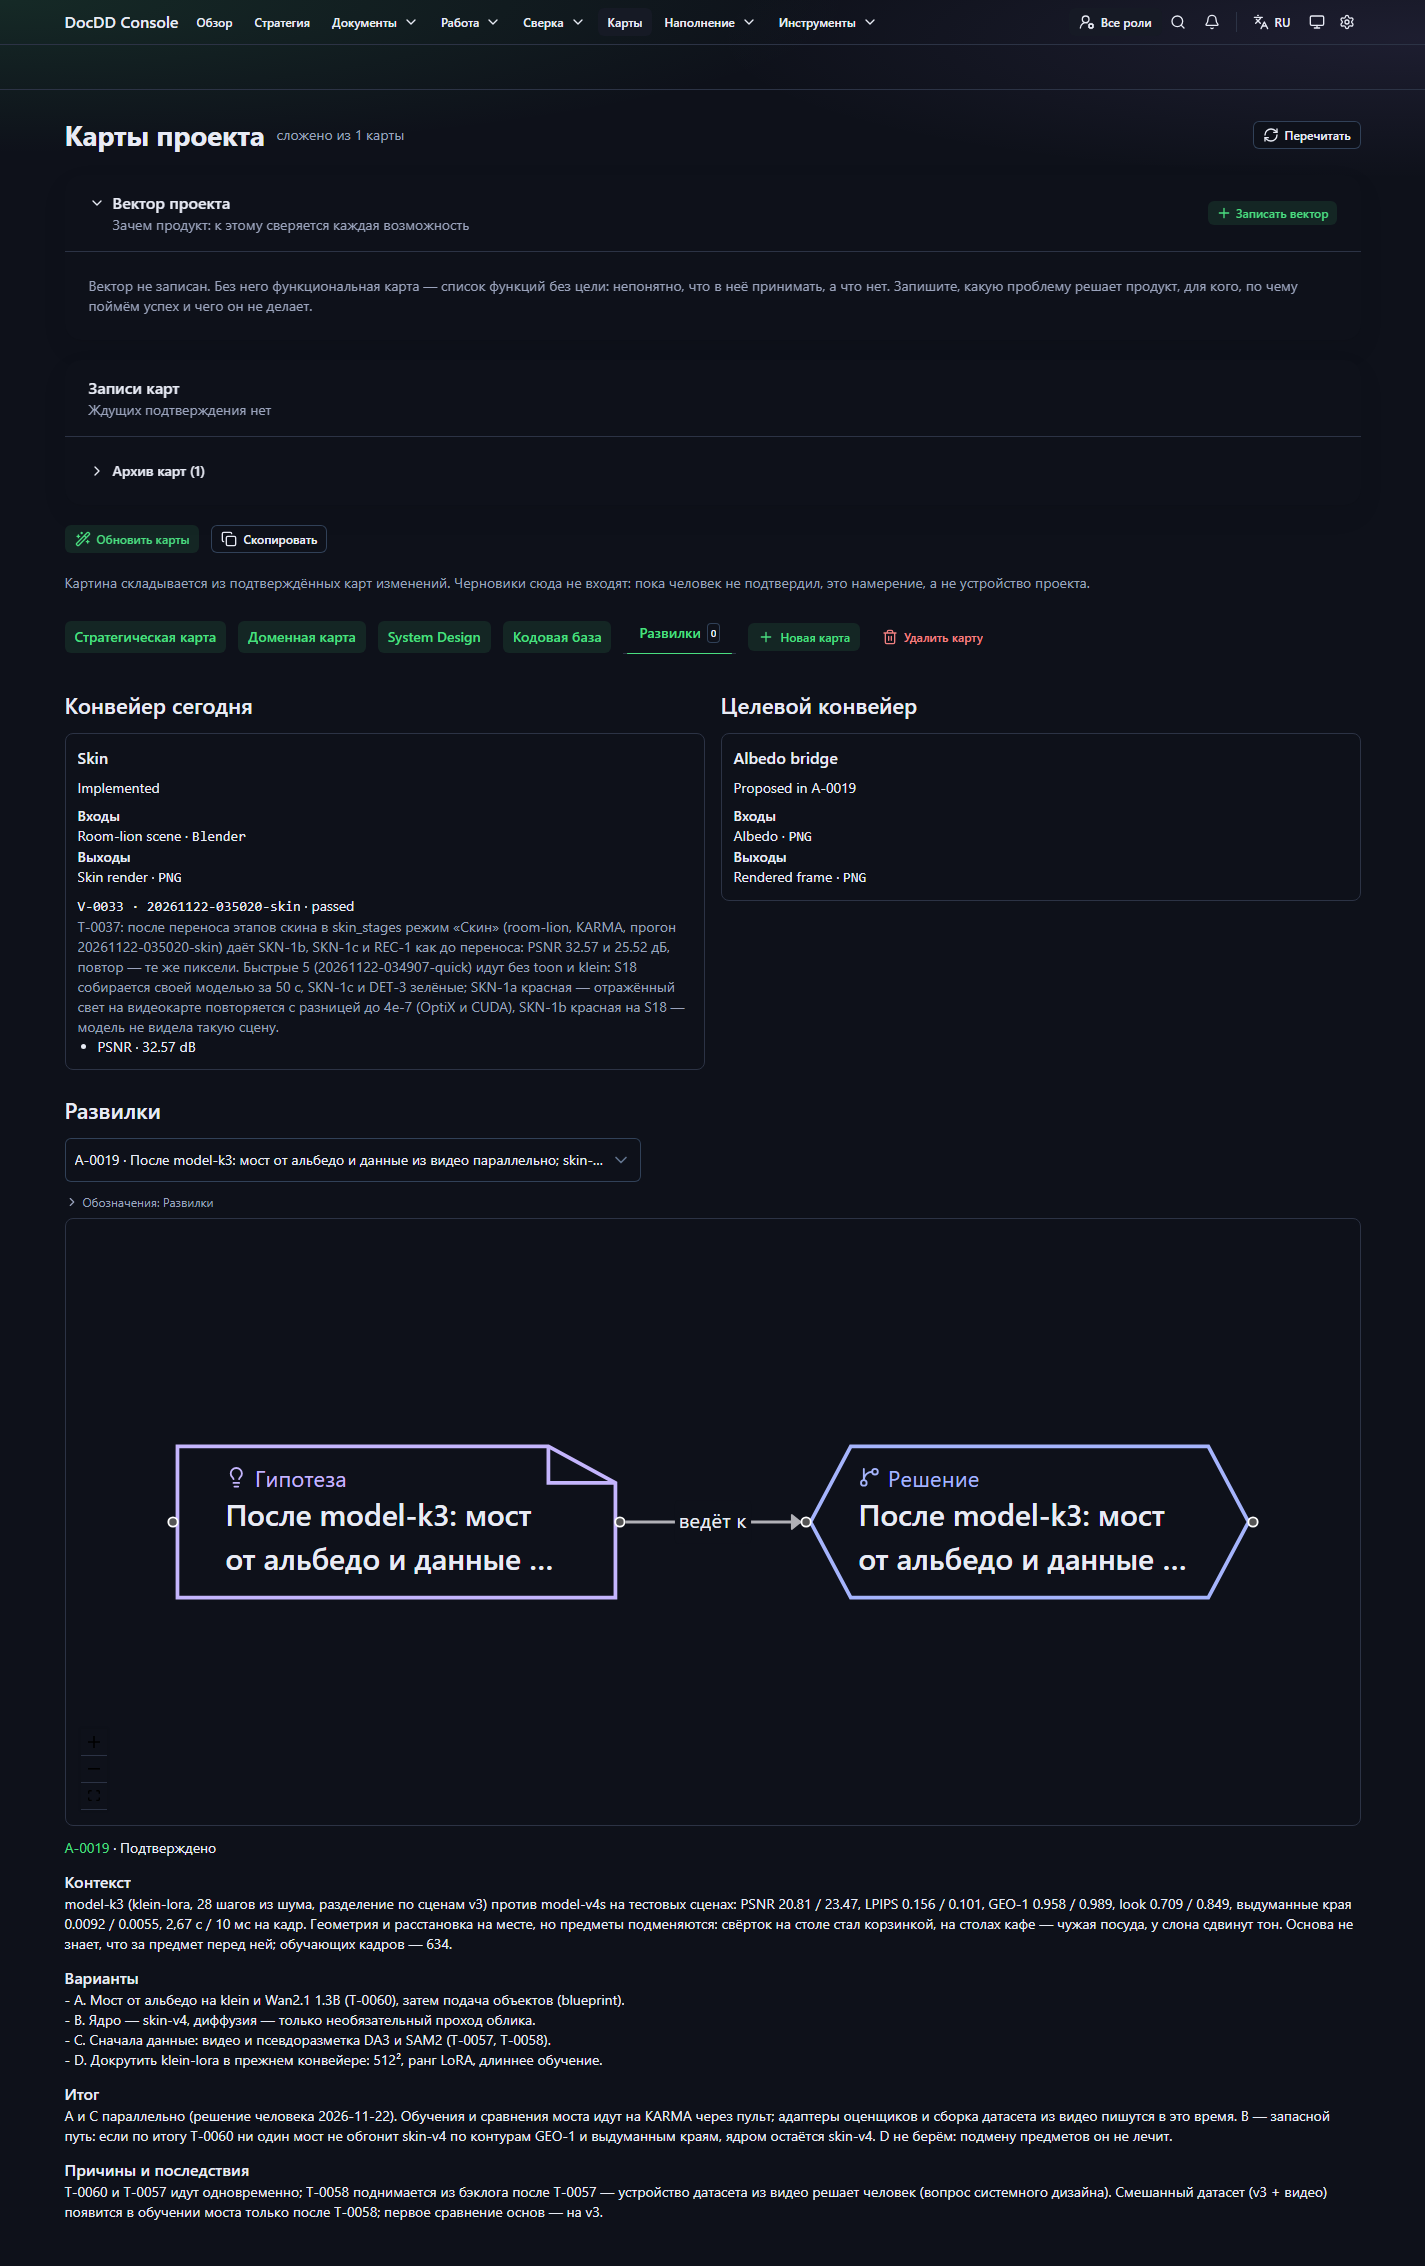 DocDD Console Обзор Стратегия Документы Работа Сверка Карты Наполнение Инструменты Все роли RU
Карты проекта сложено из 1 карты Перечитать
Вектор проекта
Зачем продукт: к этому сверяется каждая возможность
Записать вектор
Вектор не записан. Без него функциональная карта — список функций без цели: непонятно, что в неё принимать, а что нет. Запишите, какую проблему решает продукт, для кого, по чему
поймём успех и чего он не делает.
Записи карт
Ждущих подтверждения нет
Архив карт (1)
Обновить карты Скопировать
Картина складывается из подтверждённых карт изменений. Черновики сюда не входят: пока человек не подтвердил, это намерение, а не устройство проекта.
Стратегическая карта Доменная карта System Design Кодовая база Развилки 0 Новая карта Удалить карту
Конвейер сегодня
Skin
Implemented
Входы
Room-lion scene · Blender
Выходы
Skin render · PNG
V-0033 · 20261122-035020-skin · passed
T-0037: после переноса этапов скина в skin_stages режим «Скин» (room-lion, KARMA, прогон
20261122-035020-skin) даёт SKN-1b, SKN-1c и REC-1 как до переноса: PSNR 32.57 и 25.52 дБ,
повтор — те же пиксели. Быстрые 5 (20261122-034907-quick) идут без toon и klein: S18
собирается своей моделью за 50 с, SKN-1c и DET-3 зелёные; SKN-1a красная — отражённый
свет на видеокарте повторяется с разницей до 4e-7 (OptiX и CUDA), SKN-1b красная на S18 —
модель не видела такую сцену.
• PSNR · 32.57 dB
Целевой конвейер
Albedo bridge
Proposed in A-0019
Входы
Albedo · PNG
Выходы
Rendered frame · PNG
Развилки
A-0019 · После model-k3: мост от альбедо и данные из видео параллельно; skin-...
Обозначения: Развилки
Гипотеза
После model-k3: мост
от альбедо и данные ...
ведёт к
Решение
После model-k3: мост
от альбедо и данные ...
A-0019 · Подтверждено
Контекст
model-k3 (klein-lora, 28 шагов из шума, разделение по сценам v3) против model-v4s на тестовых сценах: PSNR 20.81 / 23.47, LPIPS 0.156 / 0.101, GEO-1 0.958 / 0.989, look 0.709 / 0.849, выдуманные края
0.0092 / 0.0055, 2,67 с / 10 мс на кадр. Геометрия и расстановка на месте, но предметы подменяются: свёрток на столе стал корзинкой, на столах кафе — чужая посуда, у слона сдвинут тон. Основа не
знает, что за предмет перед ней; обучающих кадров — 634.
Варианты
- A. Мост от альбедо на klein и Wan2.1 1.3B (T-0060), затем подача объектов (blueprint).
- B. Ядро — skin-v4, диффузия — только необязательный проход облика.
- C. Сначала данные: видео и псевдоразметка DA3 и SAM2 (T-0057, T-0058).
- D. Докрутить klein-lora в прежнем конвейере: 512², ранг LoRA, длиннее обучение.
Итог
A и C параллельно (решение человека 2026-11-22). Обучения и сравнения моста идут на KARMA через пульт; адаптеры оценщиков и сборка датасета из видео пишутся в это время. B — запасной
путь: если по итогу T-0060 ни один мост не обгонит skin-v4 по контурам GEO-1 и выдуманным краям, ядром остаётся skin-v4. D не берём: подмену предметов он не лечит.
Причины и последствия
T-0060 и T-0057 идут одновременно; T-0058 поднимается из бэклога после T-0057 — устройство датасета из видео решает человек (вопрос системного дизайна). Смешанный датасет (v3 + видео)
появится в обучении моста только после T-0058; первое сравнение основ — на v3.